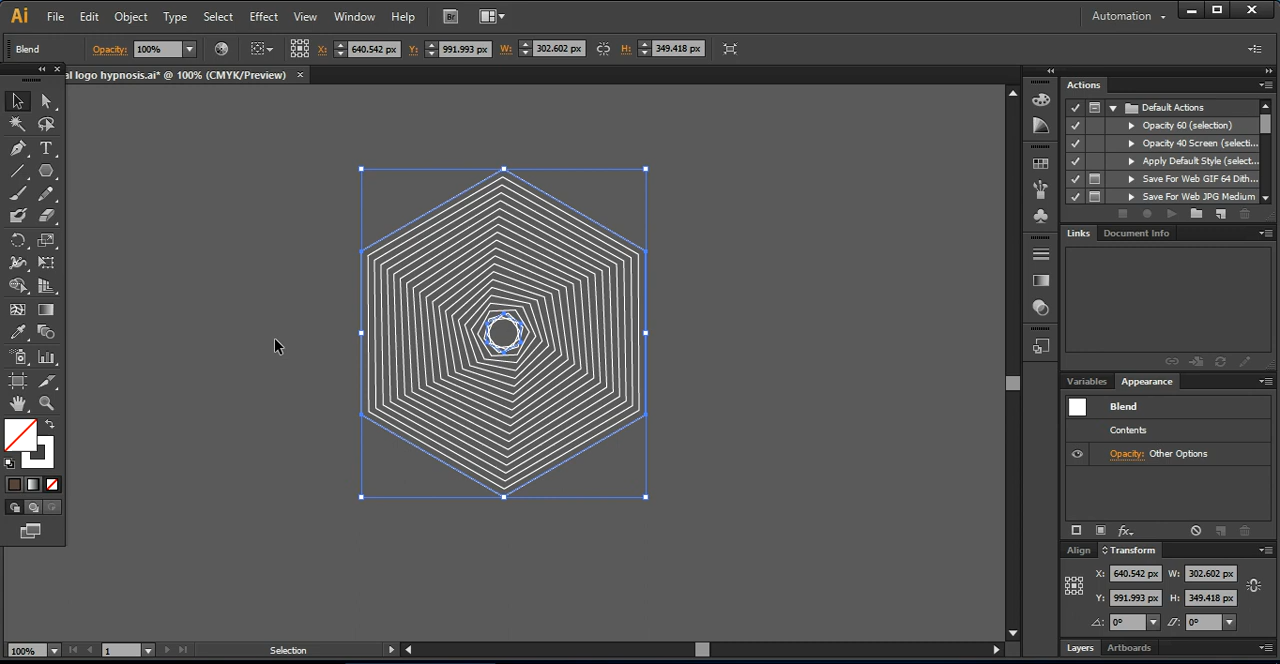 Ai File Edit Object Type Select Effect View Window Help Br Automation
Blend Opacity: 100% X: 640.542 px Y: 991.993 px W: 302.602 px H: 349.418 px
al logo hypnosis.ai* @ 100% (CMYK/Preview) ×
Actions
Default Actions
Opacity 60 (selection)
Opacity 40 Screen (selecti...
Apply Default Style (select...
Save For Web GIF 64 Dith...
Save For Web JPG Medium
Links Document Info
Variables Appearance
Blend
Contents
Opacity: Other Options
fx
Align Transform
X: 640.542 px W: 302.602 px
Y: 991.993 px H: 349.418 px
0° 0°
Layers Artboards
100% 1 Selection